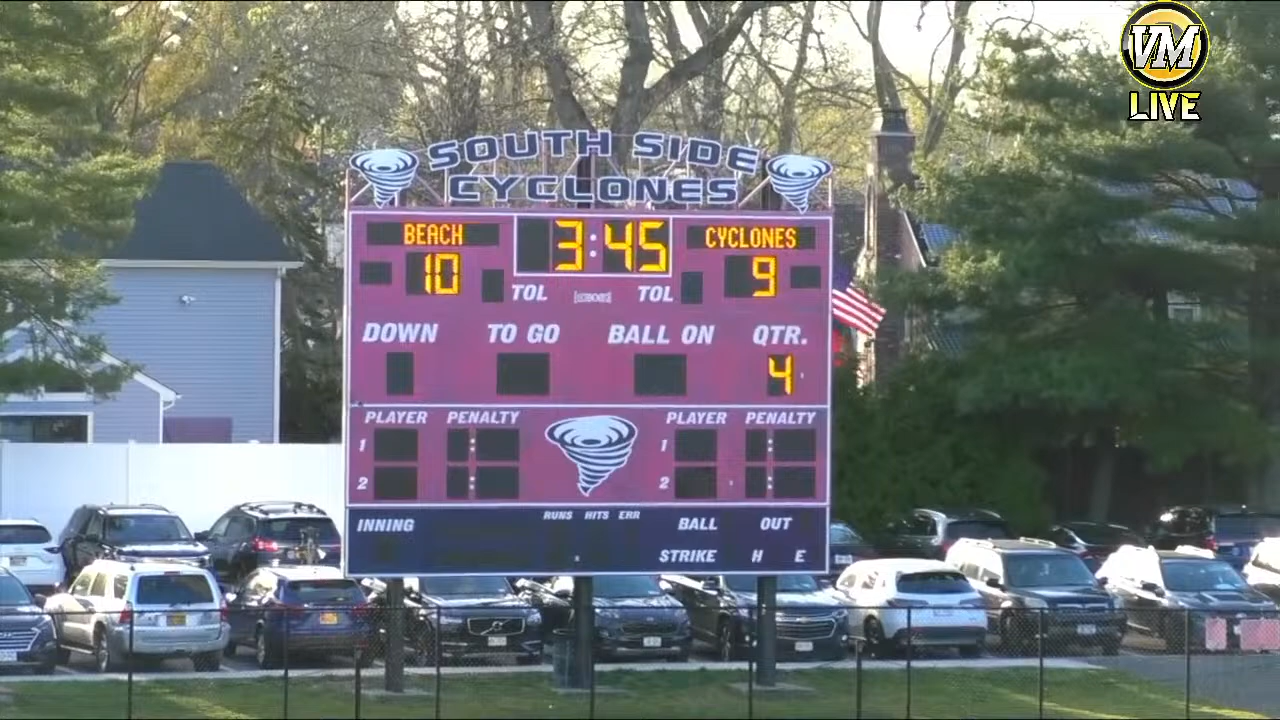 VM
LIVE
SOUTH SIDE
CYCLONES
BEACH 3:45 CYCLONES
10 9
TOL TOL
DOWN TO GO BALL ON QTR.
4
PLAYER PENALTY PLAYER PENALTY
1 1
2 2
INNING RUNS HITS ERR BALL OUT
STRIKE H E